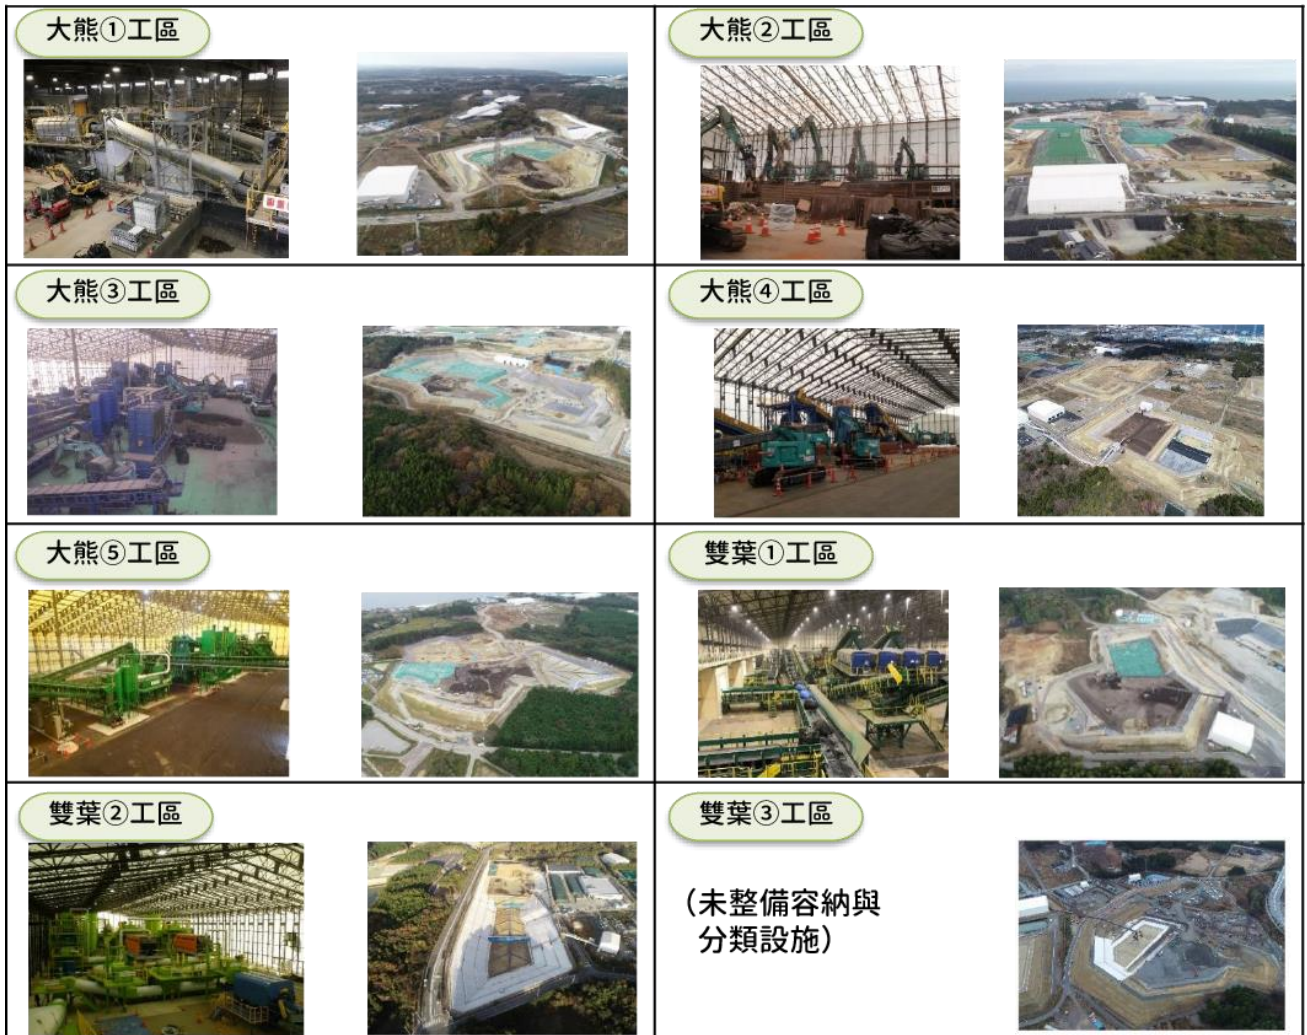 大熊①工區
大熊②工區
大熊③工區
大熊④工區
大熊⑤工區
雙葉①工區
雙葉②工區
雙葉③工區
（未整備容納與
分類設施）